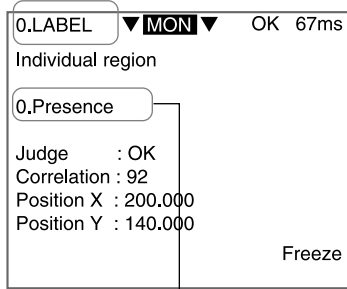 0.LABEL ▼ MON ▼ OK 67ms
Individual region
0.Presence
Judge : OK
Correlation : 92
Position X : 200.000
Position Y : 140.000
Freeze